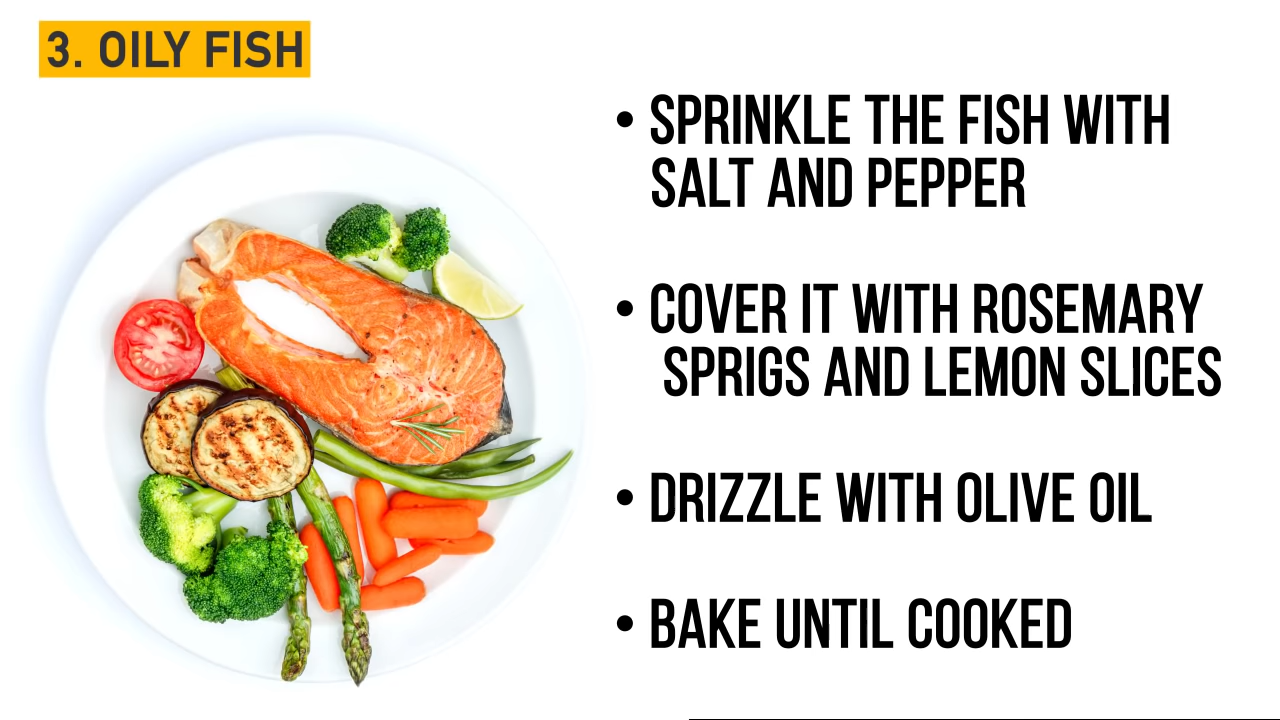 3. OILY FISH
• SPRINKLE THE FISH WITH
SALT AND PEPPER
• COVER IT WITH ROSEMARY
SPRIGS AND LEMON SLICES
• DRIZZLE WITH OLIVE OIL
• BAKE UNTIL COOKED